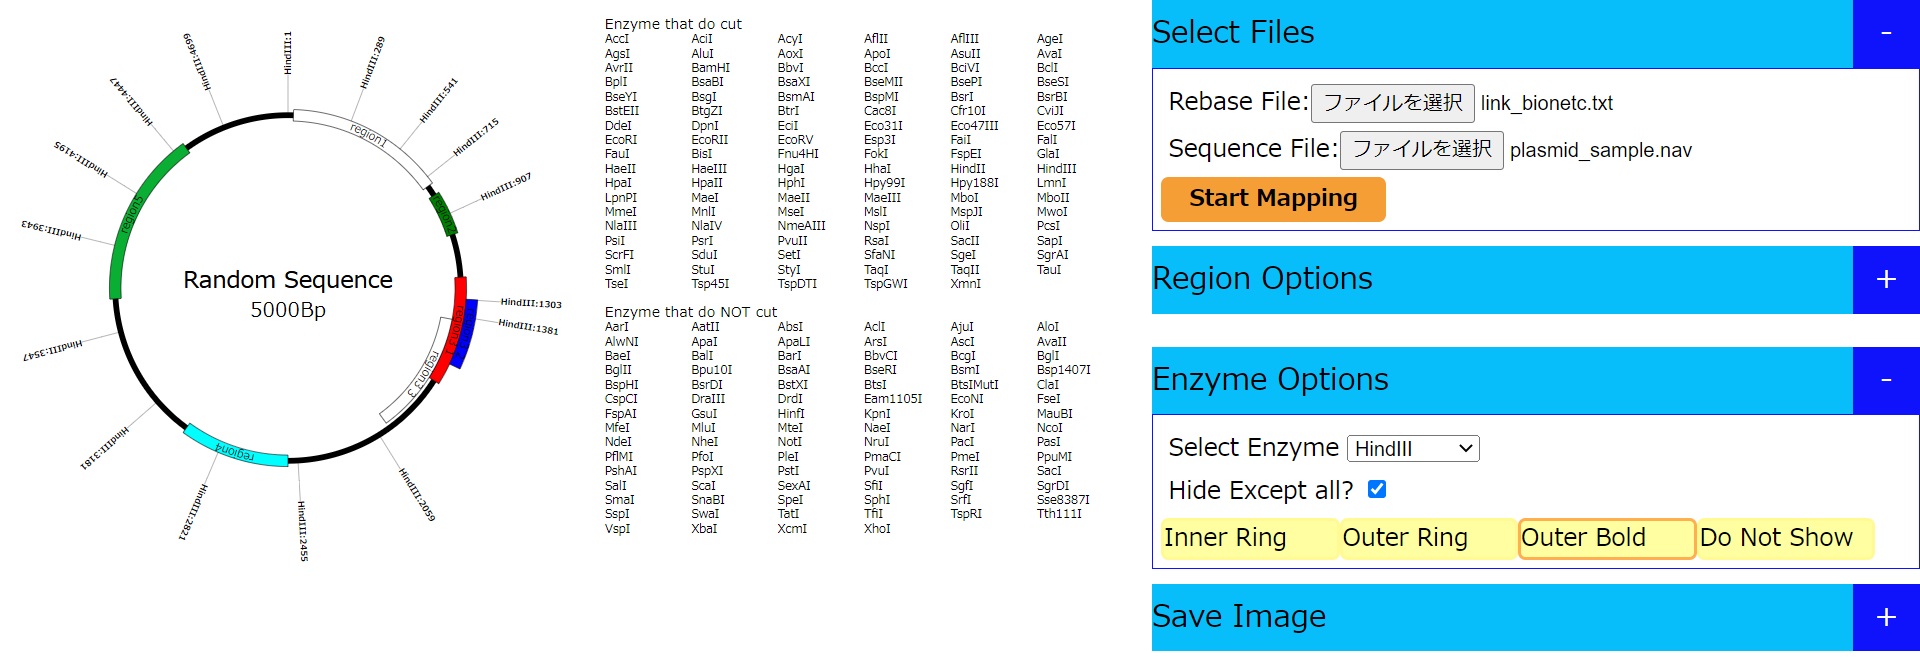 HindIII:1
HindIII:289
HindIII:541
HindIII:715
HindIII:907
HindIII:1303
HindIII:1381
HindIII:2059
HindIII:2455
HindIII:2821
HindIII:3181
HindIII:3547
HindIII:3943
HindIII:4195
HindIII:4447
HindIII:4699
region1
region3_3
region4
region5
Random Sequence
5000Bp
Enzyme that do cut
AccI AciI AcyI AflII AflIII AgeI
AgsI AluI AoxI ApoI AsuII AvaI
AvrII BamHI BbvI BccI BciVI BclI
BplI BsaBI BsaXI BseMII BsePI BseSI
BseYI BsgI BsmAI BspMI BsrI BsrBI
BstEII BtgZI BtrI Cac8I Cfr10I CviJI
DdeI DpnI EciI Eco31I Eco47III Eco57I
EcoRI EcoRII EcoRV Esp3I FaiI FalI
FauI BisI Fnu4HI FokI FspEI GlaI
HaeII HaeIII HgaI HhaI HindII HindIII
HpaI HpaII HphI Hpy99I Hpy188I LmnI
LpnPI MaeI MaeII MaeIII MboI MboII
MmeI MnlI MseI MslI MspJI MwoI
NlaIII NlaIV NmeAIII NspI OliI PcsI
PsiI PsrI PvuII RsaI SacII SapI
ScrFI SduI SetI SfaNI SgeI SgrAI
SmlI StuI StyI TaqI TaqII TauI
TseI Tsp45I TspDTI TspGWI XmnI
Enzyme that do NOT cut
AarI AatII AbsI AclI AjuI AloI
AlwNI ApaI ApaLI ArsI AscI AvaII
BaeI BalI BarI BbvCI BcgI BglI
BglII Bpu10I BsaAI BseRI BsmI Bsp1407I
BspHI BsrDI BstXI BtsI BtsIMutI ClaI
CspCI DraIII DrdI Eam1105I EcoNI FseI
FspAI GsuI HinfI KpnI KroI MauBI
MfeI MluI MteI NaeI NarI NcoI
NdeI NheI NotI NruI PacI PasI
PflMI PfoI PleI PmaCI PmeI PpuMI
PshAI PspXI PstI PvuI RsrII SacI
SalI ScaI SexAI SfiI SgfI SgrDI
SmaI SnaBI SpeI SphI SrfI Sse8387I
SspI SwaI TatI TfiI TspRI Tth111I
VspI XbaI XcmI XhoI
Select Files -
Rebase File: ファイルを選択 link_bionetc.txt
Sequence File: ファイルを選択 plasmid_sample.nav
Start Mapping
Region Options +
Enzyme Options -
Select Enzyme HindIII
Hide Except all?
Inner Ring Outer Ring Outer Bold Do Not Show
Save Image +